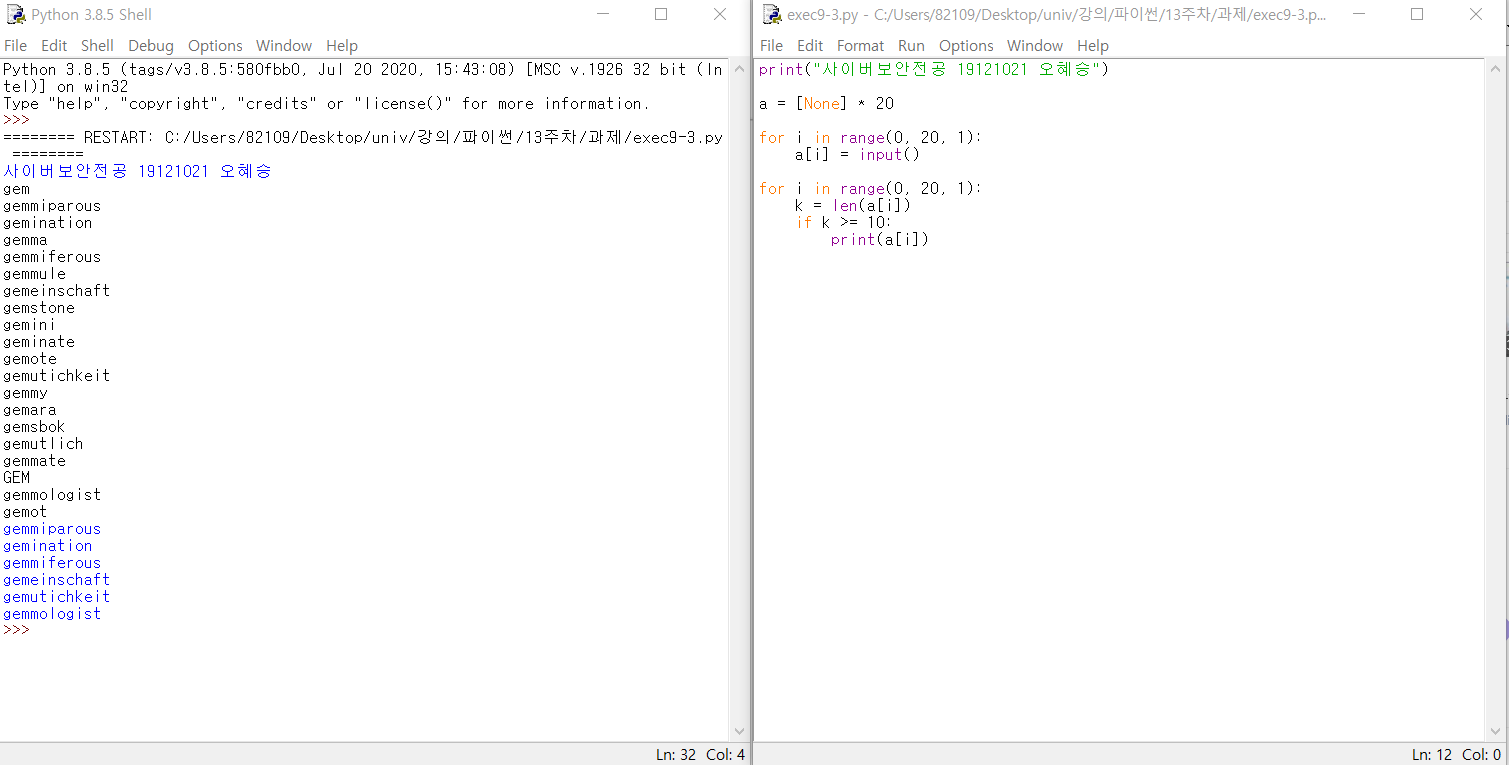 Python 3.8.5 Shell
File Edit Shell Debug Options Window Help
Python 3.8.5 (tags/v3.8.5:580fbb0, Jul 20 2020, 15:43:08) [MSC v.1926 32 bit (In
tel)] on win32
Type "help", "copyright", "credits" or "license()" for more information.
>>>
======== RESTART: C:/Users/82109/Desktop/univ/강의/파이썬/13주차/과제/exec9-3.py
========
사이버보안전공 19121021 오혜승
gem
gemmiparous
gemination
gemma
gemmiferous
gemmule
gemeinschaft
gemstone
gemini
geminate
gemote
gemutichkeit
gemmy
gemara
gemsbok
gemutlich
gemmate
GEM
gemmologist
gemot
gemmiparous
gemination
gemmiferous
gemeinschaft
gemutichkeit
gemmologist
>>>
Ln: 32 Col: 4
exec9-3.py - C:/Users/82109/Desktop/univ/강의/파이썬/13주차/과제/exec9-3.p...
File Edit Format Run Options Window Help
print("사이버보안전공 19121021 오혜승")
a = [None] * 20
for i in range(0, 20, 1):
    a[i] = input()
for i in range(0, 20, 1):
    k = len(a[i])
    if k >= 10:
        print(a[i])
Ln: 12 Col: 0